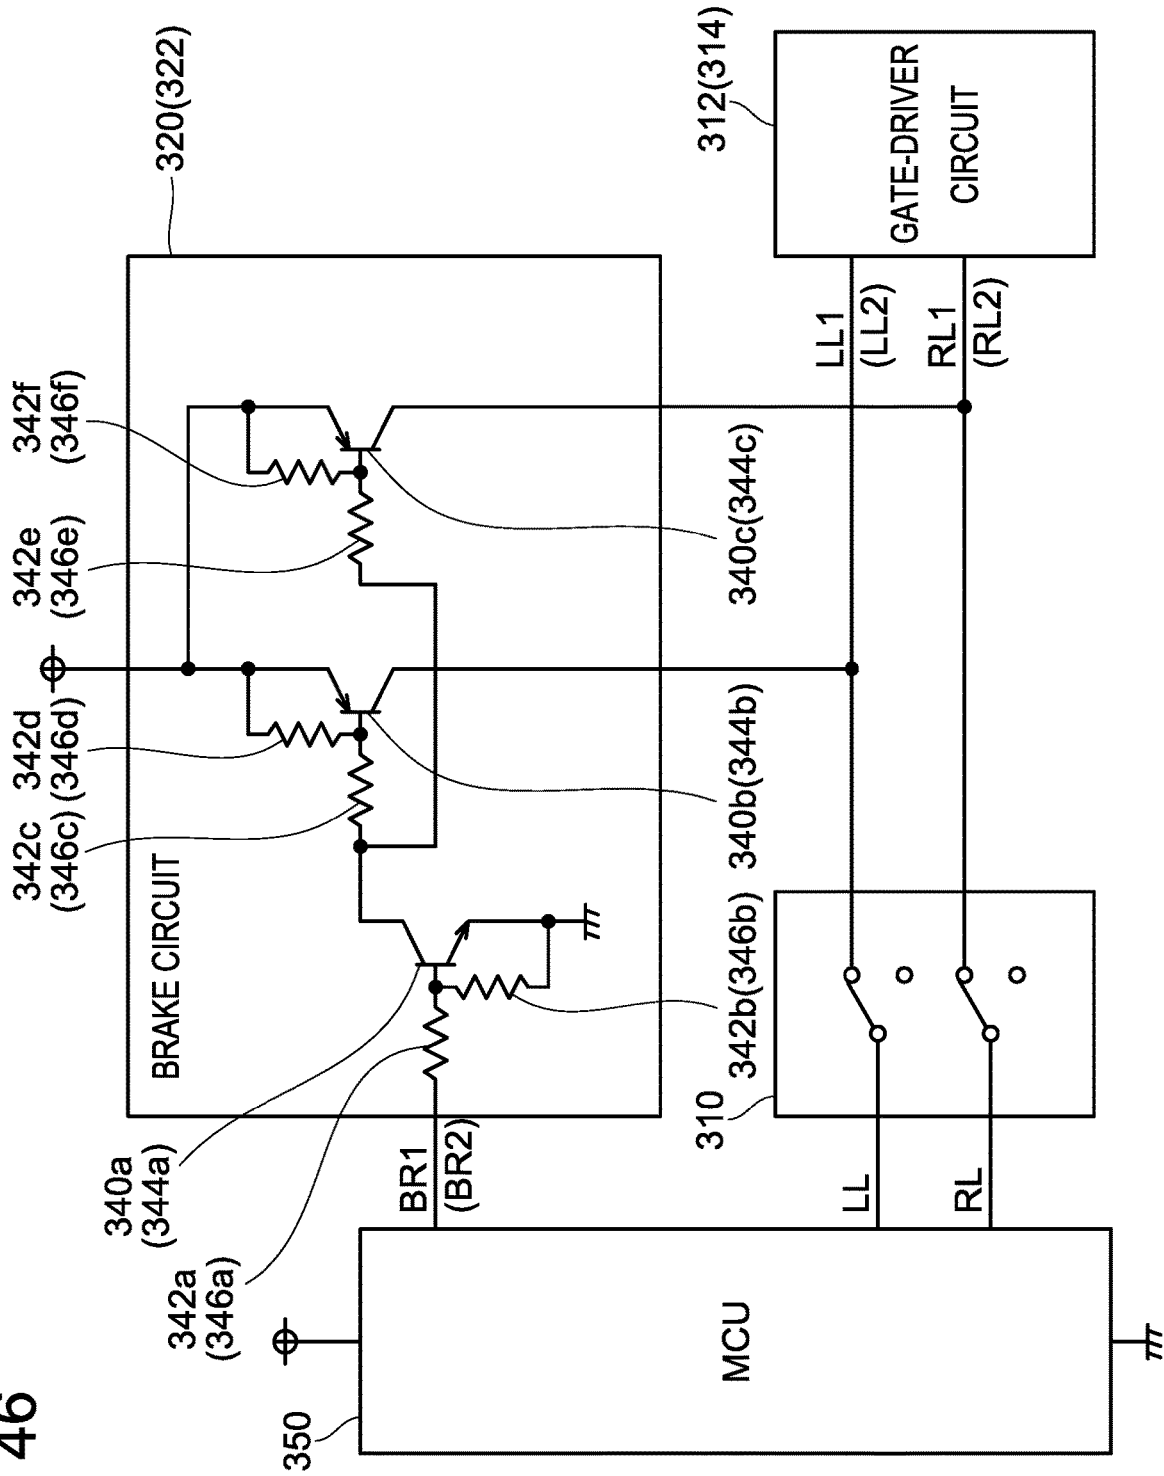 46
342c
(346c)
342d
(346d)
342e
(346e)
342f
(346f)
320(322)
340a
(344a)
342a
(346a)
BRAKE CIRCUIT
350
MCU
BR1
(BR2)
LL
RL
310
342b(346b)
340b(344b)
340c(344c)
LL1
(LL2)
RL1
(RL2)
312(314)
GATE-DRIVER
CIRCUIT